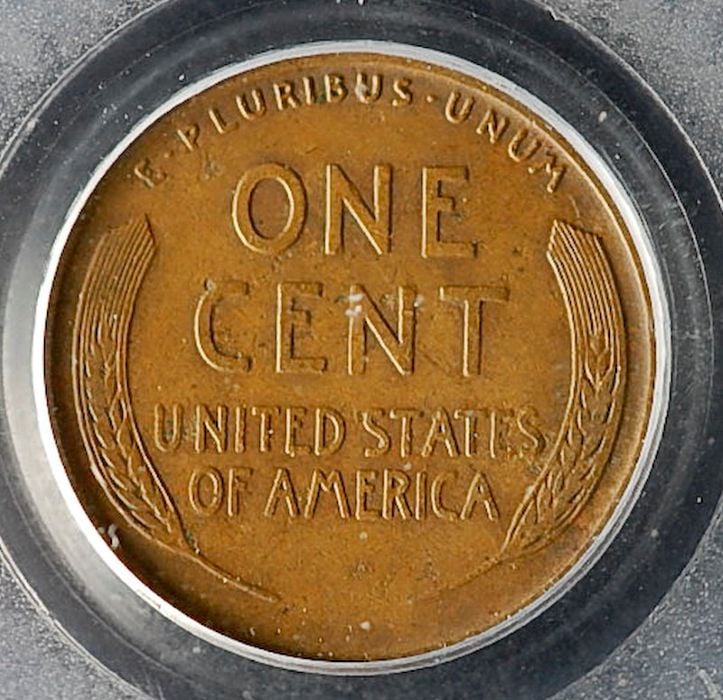 E · PLURIBUS · UNUM
ONE
CENT
UNITED STATES
OF AMERICA